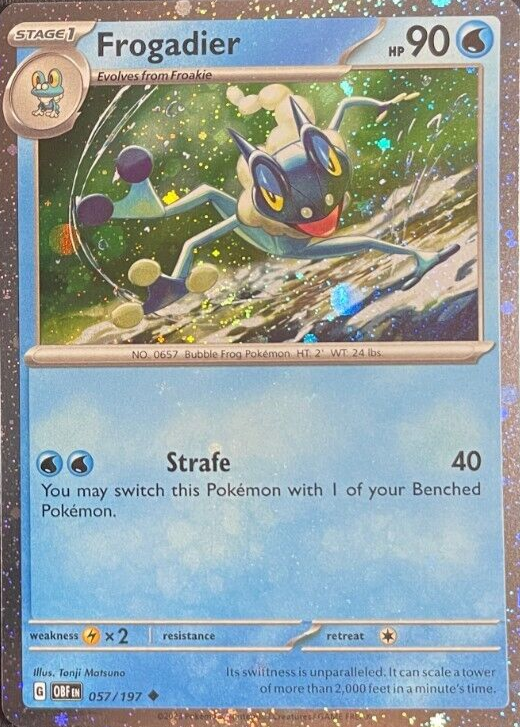 STAGE1
Frogadier
HP 90
Evolves from Froakie
NO. 0657 Bubble Frog Pokémon HT: 2' WT: 24 lbs
Strafe 40
You may switch this Pokémon with 1 of your Benched
Pokémon.
weakness ×2 resistance retreat
Illus. Tonji Matsuno
G OBF EN 057/197
Its swiftness is unparalleled. It can scale a tower
of more than 2,000 feet in a minute's time.